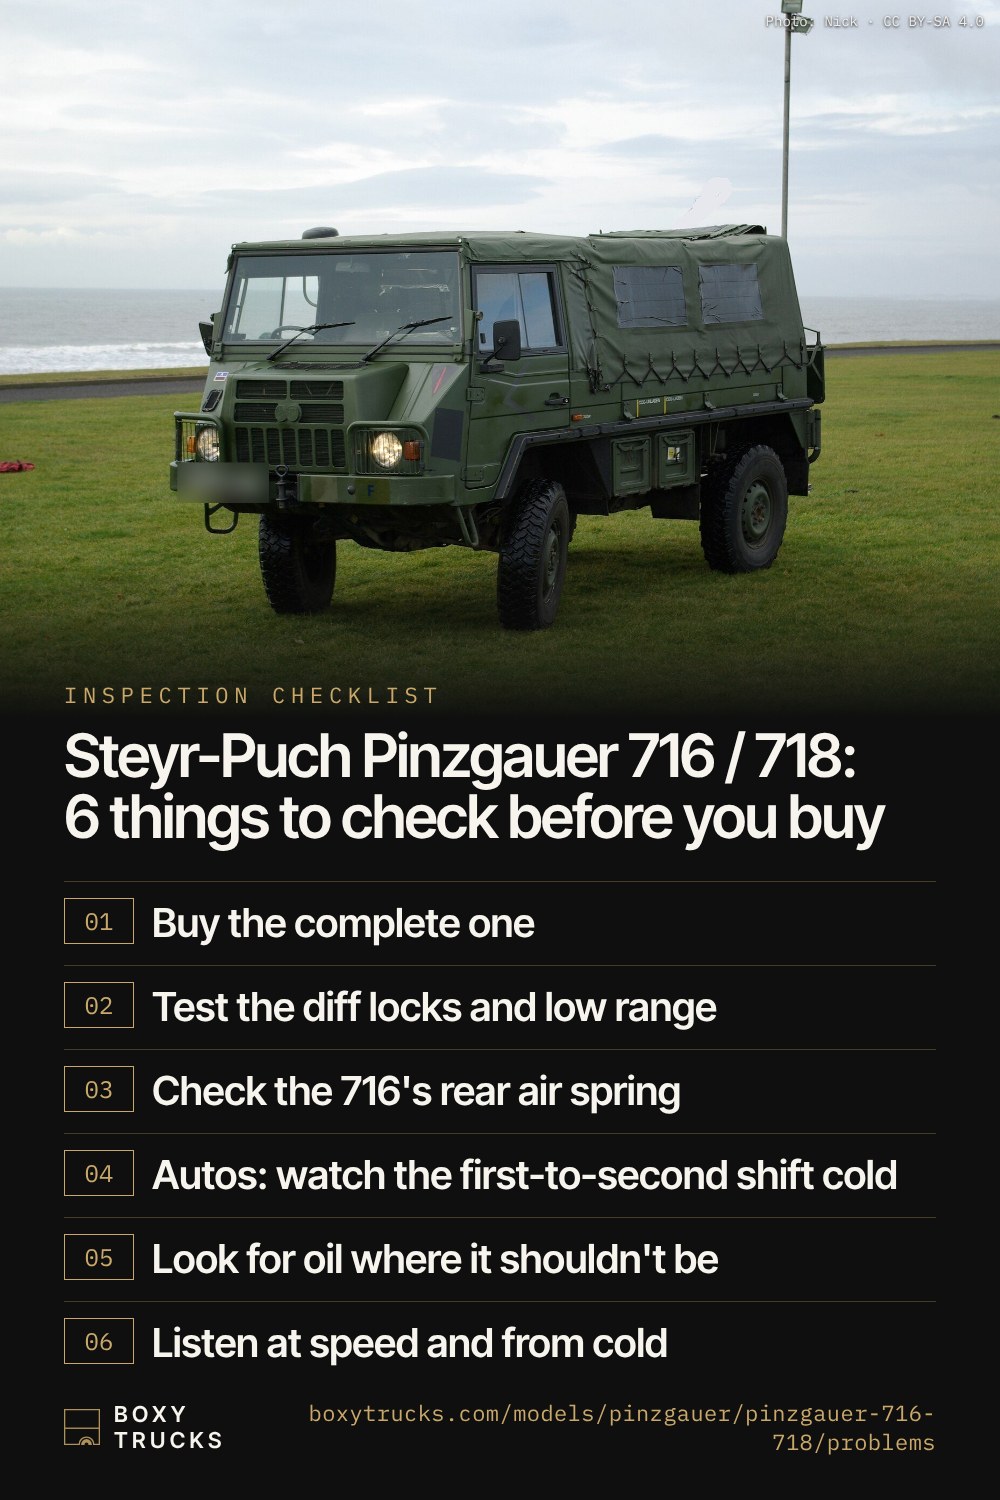 Photo: Nick · CC BY-SA 4.0
F
INSPECTION CHECKLIST
Steyr-Puch Pinzgauer 716 / 718:
6 things to check before you buy
01 Buy the complete one
02 Test the diff locks and low range
03 Check the 716's rear air spring
04 Autos: watch the first-to-second shift cold
05 Look for oil where it shouldn't be
06 Listen at speed and from cold
BOXY
TRUCKS
boxytrucks.com/models/pinzgauer/pinzgauer-716-
718/problems